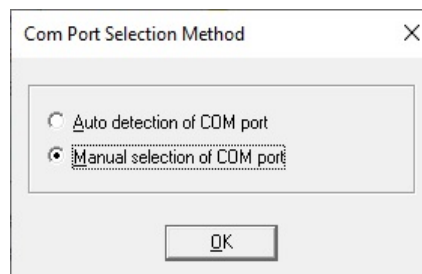 Com Port Selection Method
Auto detection of COM port
Manual selection of COM port
OK